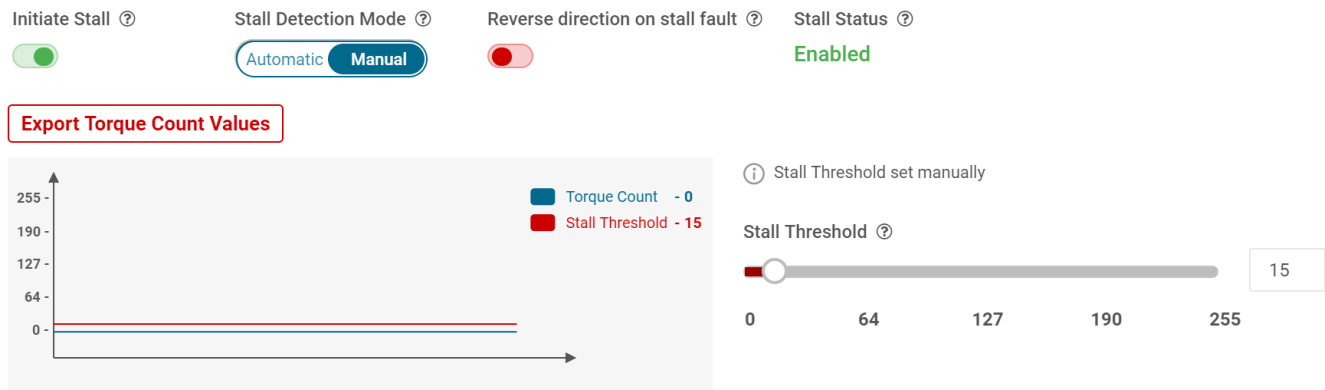 Initiate Stall ?
Stall Detection Mode ?
Reverse direction on stall fault ?
Stall Status ?
Automatic Manual
Enabled
Export Torque Count Values
255 -
190 -
127 -
64 -
0 -
Torque Count - 0
Stall Threshold - 15
i Stall Threshold set manually
Stall Threshold ?
15
0 64 127 190 255